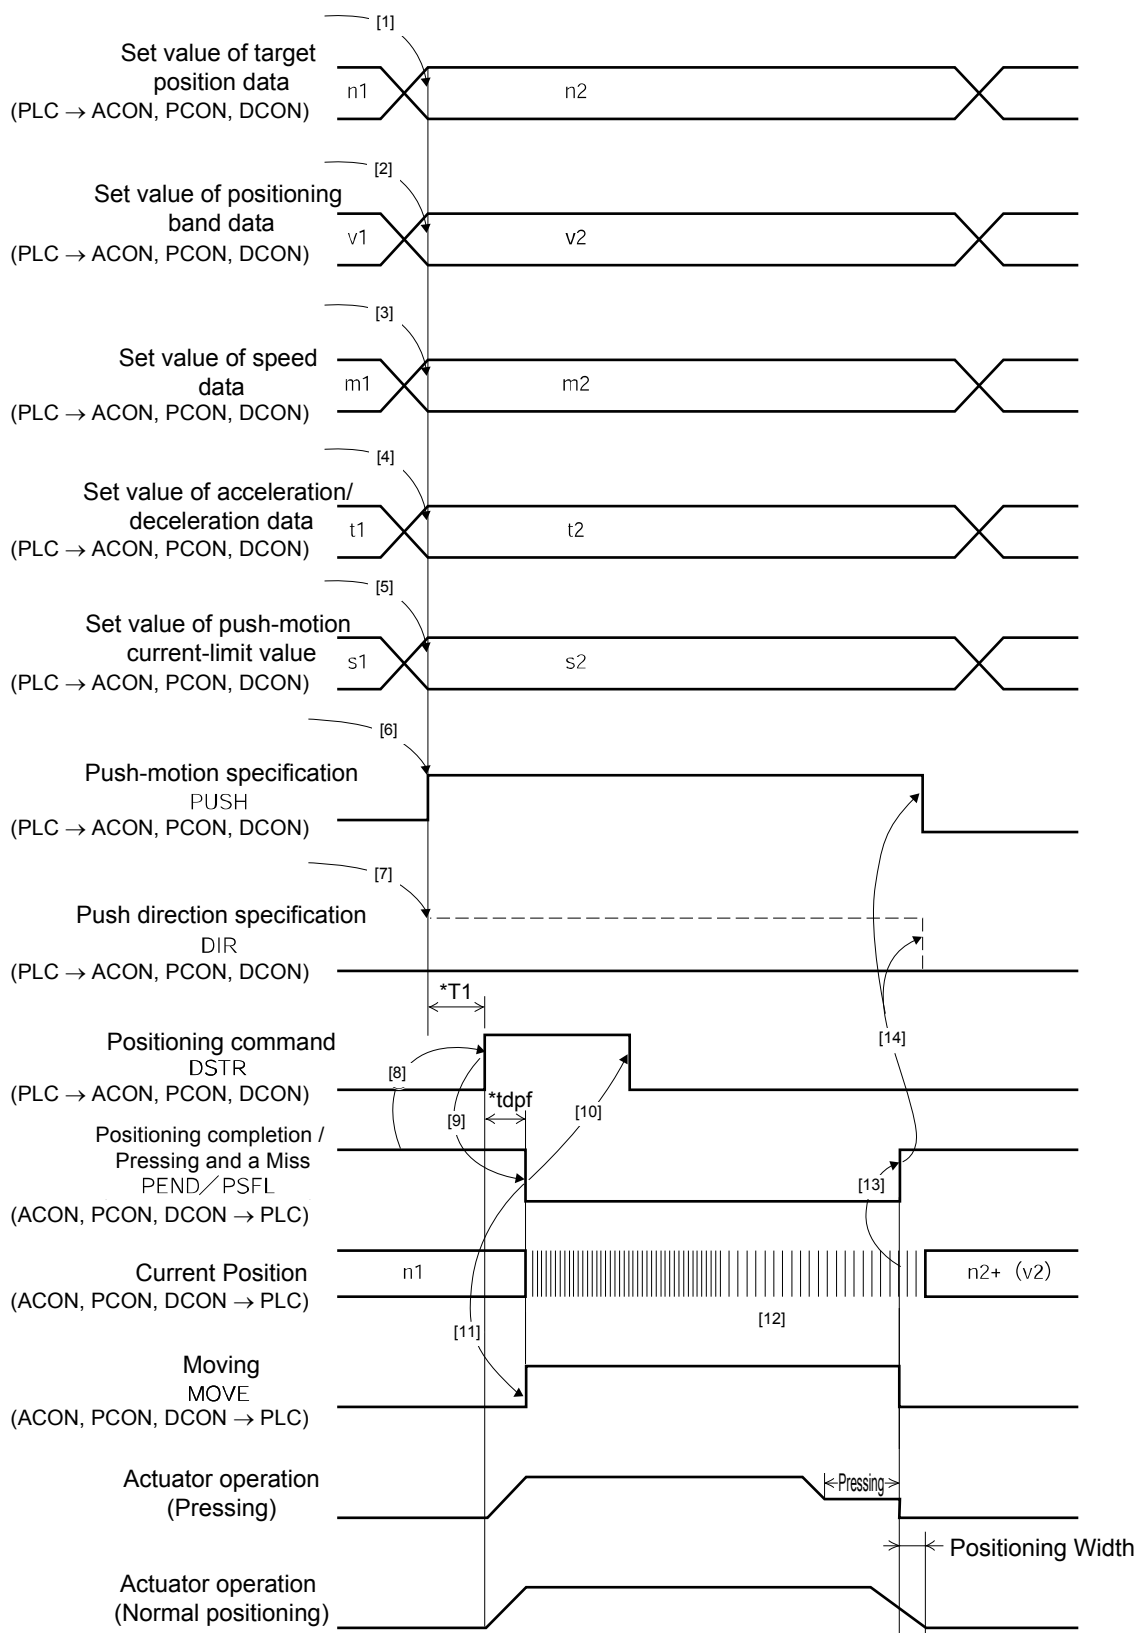 [1]
Set value of target
position data
(PLC → ACON, PCON, DCON)
n1
n2
[2]
Set value of positioning
band data
(PLC → ACON, PCON, DCON)
v1
v2
[3]
Set value of speed
data
(PLC → ACON, PCON, DCON)
m1
m2
[4]
Set value of acceleration/
deceleration data
(PLC → ACON, PCON, DCON)
t1
t2
[5]
Set value of push-motion
current-limit value
(PLC → ACON, PCON, DCON)
s1
s2
[6]
Push-motion specification
PUSH
(PLC → ACON, PCON, DCON)
[7]
Push direction specification
DIR
(PLC → ACON, PCON, DCON)
*T1
[14]
Positioning command
DSTR
(PLC → ACON, PCON, DCON)
[8]
*tdpf
[9]
[10]
Positioning completion /
Pressing and a Miss
PEND/PSFL
(ACON, PCON, DCON → PLC)
[13]
Current Position
(ACON, PCON, DCON → PLC)
n1
n2+ (v2)
[12]
[11]
Moving
MOVE
(ACON, PCON, DCON → PLC)
Actuator operation
(Pressing)
Pressing
Positioning Width
Actuator operation
(Normal positioning)